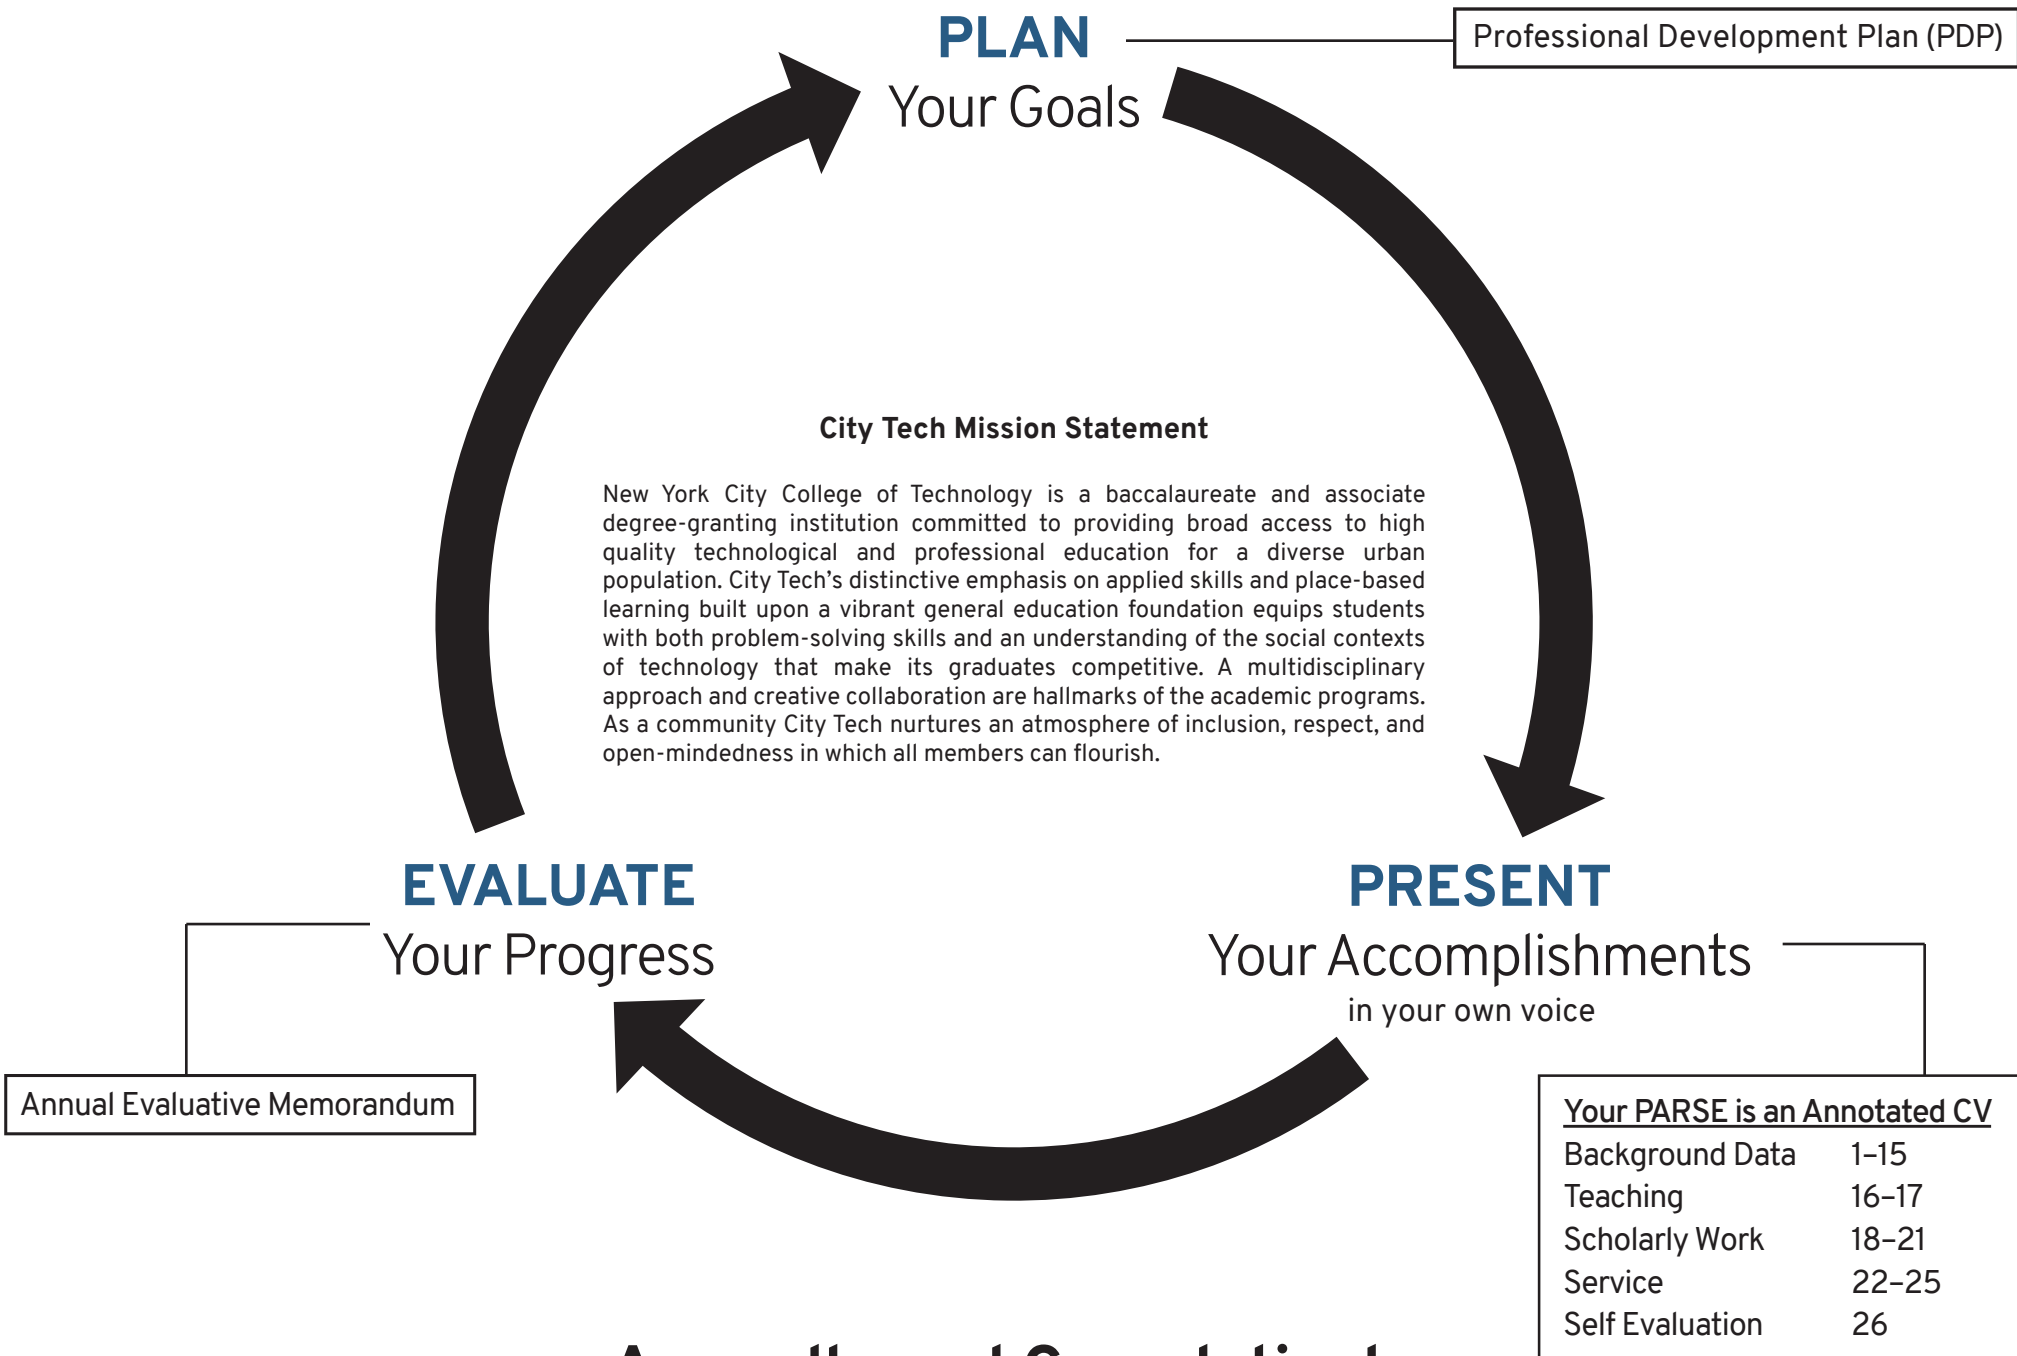 PLAN
Your Goals
Professional Development Plan (PDP)
City Tech Mission Statement
New York City College of Technology is a baccalaureate and associate
degree-granting institution committed to providing broad access to high
quality technological and professional education for a diverse urban
population. City Tech’s distinctive emphasis on applied skills and place-based
learning built upon a vibrant general education foundation equips students
with both problem-solving skills and an understanding of the social contexts
of technology that make its graduates competitive. A multidisciplinary
approach and creative collaboration are hallmarks of the academic programs.
As a community City Tech nurtures an atmosphere of inclusion, respect, and
open-mindedness in which all members can flourish.
EVALUATE
Your Progress
Annual Evaluative Memorandum
PRESENT
Your Accomplishments
in your own voice
Your PARSE is an Annotated CV
Background Data 1–15
Teaching 16–17
Scholarly Work 18–21
Service 22–25
Self Evaluation 26